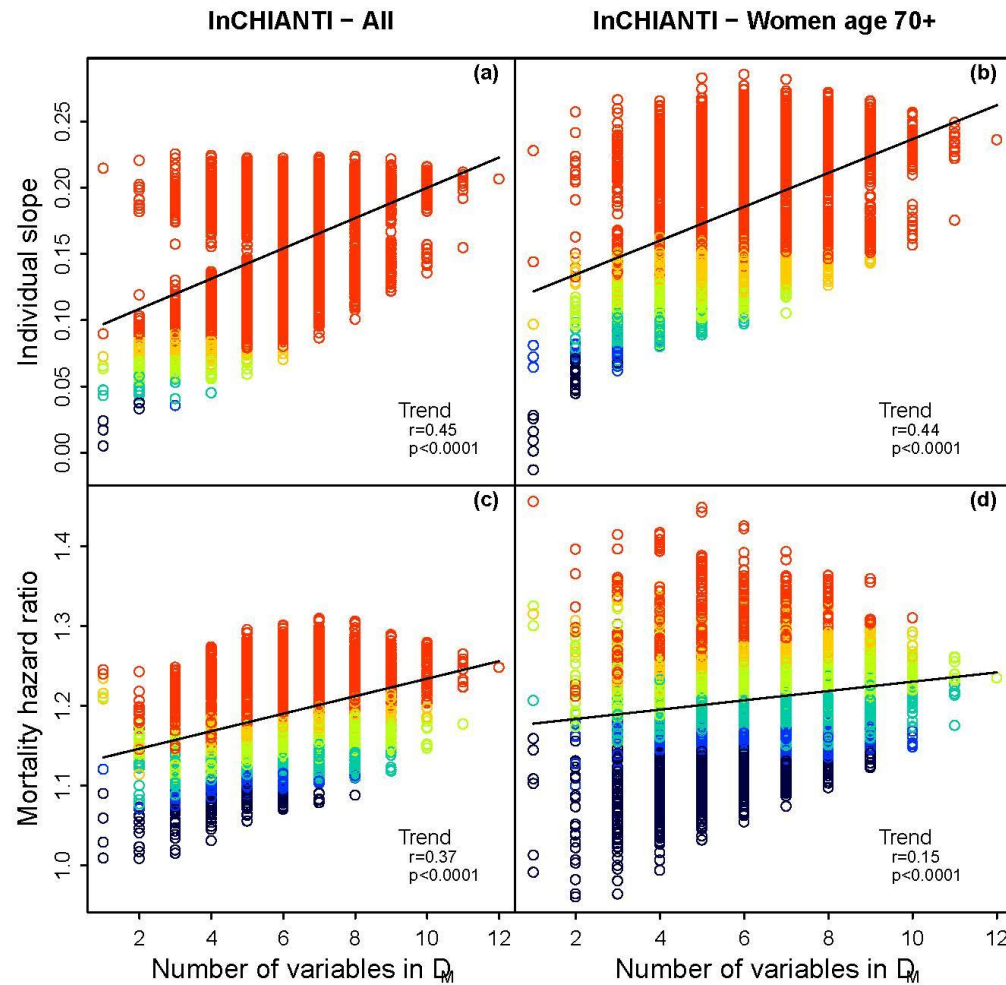 InCHIANTI – All
InCHIANTI – Women age 70+
(a)
(b)
Individual slope
0.25
0.20
0.15
0.10
0.05
0.00
Trend
r=0.45
p<0.0001
Trend
r=0.44
p<0.0001
(c)
(d)
Mortality hazard ratio
1.4
1.3
1.2
1.1
1.0
Trend
r=0.37
p<0.0001
Trend
r=0.15
p<0.0001
2 4 6 8 10 12
2 4 6 8 10 12
Number of variables in DM
Number of variables in DM